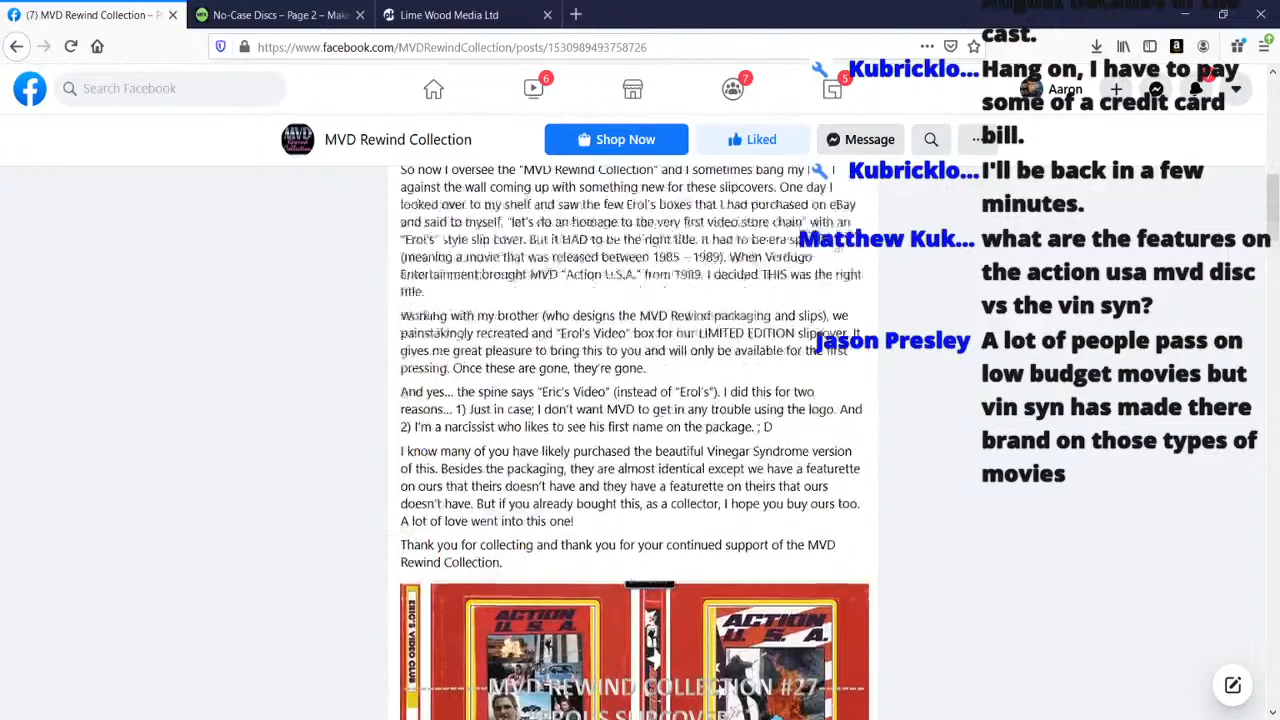 (7) MVD Rewind Collection – P
No-Case Discs – Page 2 – Make
Lime Wood Media Ltd
https://www.facebook.com/MVDRewindCollection/posts/1530989493758726
Search Facebook
6
7
5
Aaron
MVD Rewind Collection
Shop Now
Liked
Message
So now I oversee the "MVD Rewind Collection" and I sometimes bang my
against the wall coming up with something new for these slipcovers. One day I
looked over to my shelf and saw the few Erol's boxes that I had purchased on eBay
and said to myself, "let's do an homage to the very first video store chain" with an
"Erol's" style slip cover. But it HAD to be the right title. It had to be era
(meaning a movie that was released between 1985 – 1989). When Verdugo
Entertainment brought MVD "Action U.S.A." from 1989, I decided THIS was the right
title.
Working with my brother (who designs the MVD Rewind packaging and slips), we
painstakingly recreated and "Erol's Video" box for our LIMITED EDITION slipcover. It
gives me great pleasure to bring this to you and will only be available for the first
pressing. Once these are gone, they're gone.
And yes... the spine says "Eric's Video" (instead of "Erol's"). I did this for two
reasons... 1) Just in case; I don't want MVD to get in any trouble using the logo. And
2) I'm a narcissist who likes to see his first name on the package. ; D
I know many of you have likely purchased the beautiful Vinegar Syndrome version
of this. Besides the packaging, they are almost identical except we have a featurette
on ours that theirs doesn't have and they have a featurette on theirs that ours
doesn't have. But if you already bought this, as a collector, I hope you buy ours too.
A lot of love went into this one!
Thank you for collecting and thank you for your continued support of the MVD
Rewind Collection.
ERIC'S VIDEO CLUB
ACTION
U. S. A.
ACTION
U. S. A.
MVD REWIND COLLECTION #27
SLIPCOVER
August because of the
cast.
Kubricklo... Hang on, I have to pay
some of a credit card
bill.
Kubricklo... I'll be back in a few
minutes.
Matthew Kuk... what are the features on
the action usa mvd disc
vs the vin syn?
Jason Presley A lot of people pass on
low budget movies but
vin syn has made there
brand on those types of
movies